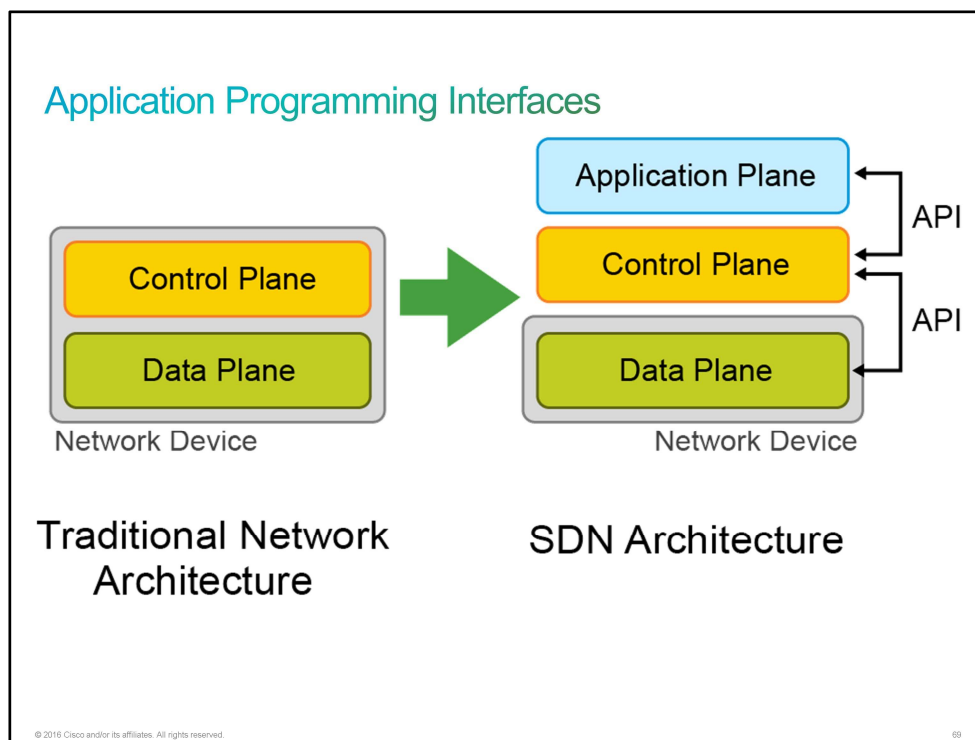 Application Programming Interfaces
Control Plane
Data Plane
Network Device
Traditional Network
Architecture
Application Plane
Control Plane
Data Plane
Network Device
API
API
SDN Architecture
© 2016 Cisco and/or its affiliates. All rights reserved.
69